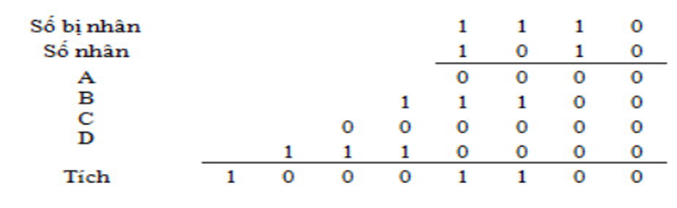 Số bị nhân 1 1 1 0
Số nhân 1 0 1 0
A 0 0 0 0
B 1 1 1 0 0
C 0 0 0 0 0 0
D 1 1 1 0 0 0 0
Tích 1 0 0 0 1 1 0 0